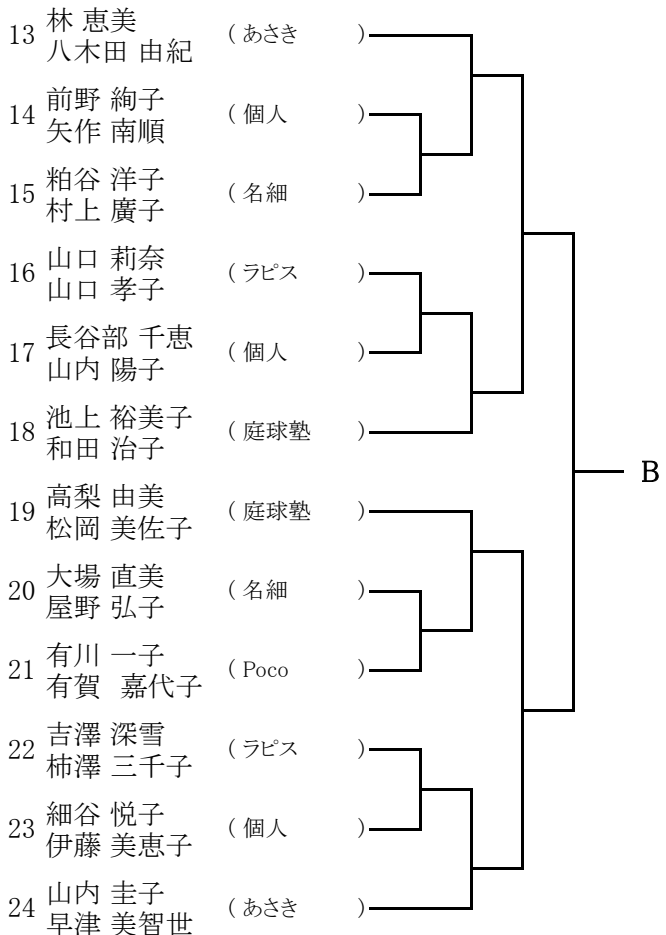 林 恵美
13 (あさき )
八木田 由紀
前野 絢子
14 (個人 )
矢作 南順
粕谷 洋子
15 (名細 )
村上 廣子
山口 莉奈
16 (ラピス )
山口 孝子
長谷部 千恵
17 (個人 )
山内 陽子
池上 裕美子
18 (庭球塾 )
和田 治子
B
高梨 由美
19 (庭球塾 )
松岡 美佐子
大場 直美
20 (名細 )
屋野 弘子
有川 一子
21 (Poco )
有賀 嘉代子
吉澤 深雪
22 (ラピス )
柿澤 三千子
細谷 悦子
23 (個人 )
伊藤 美恵子
山内 圭子
24 (あさき )
早津 美智世